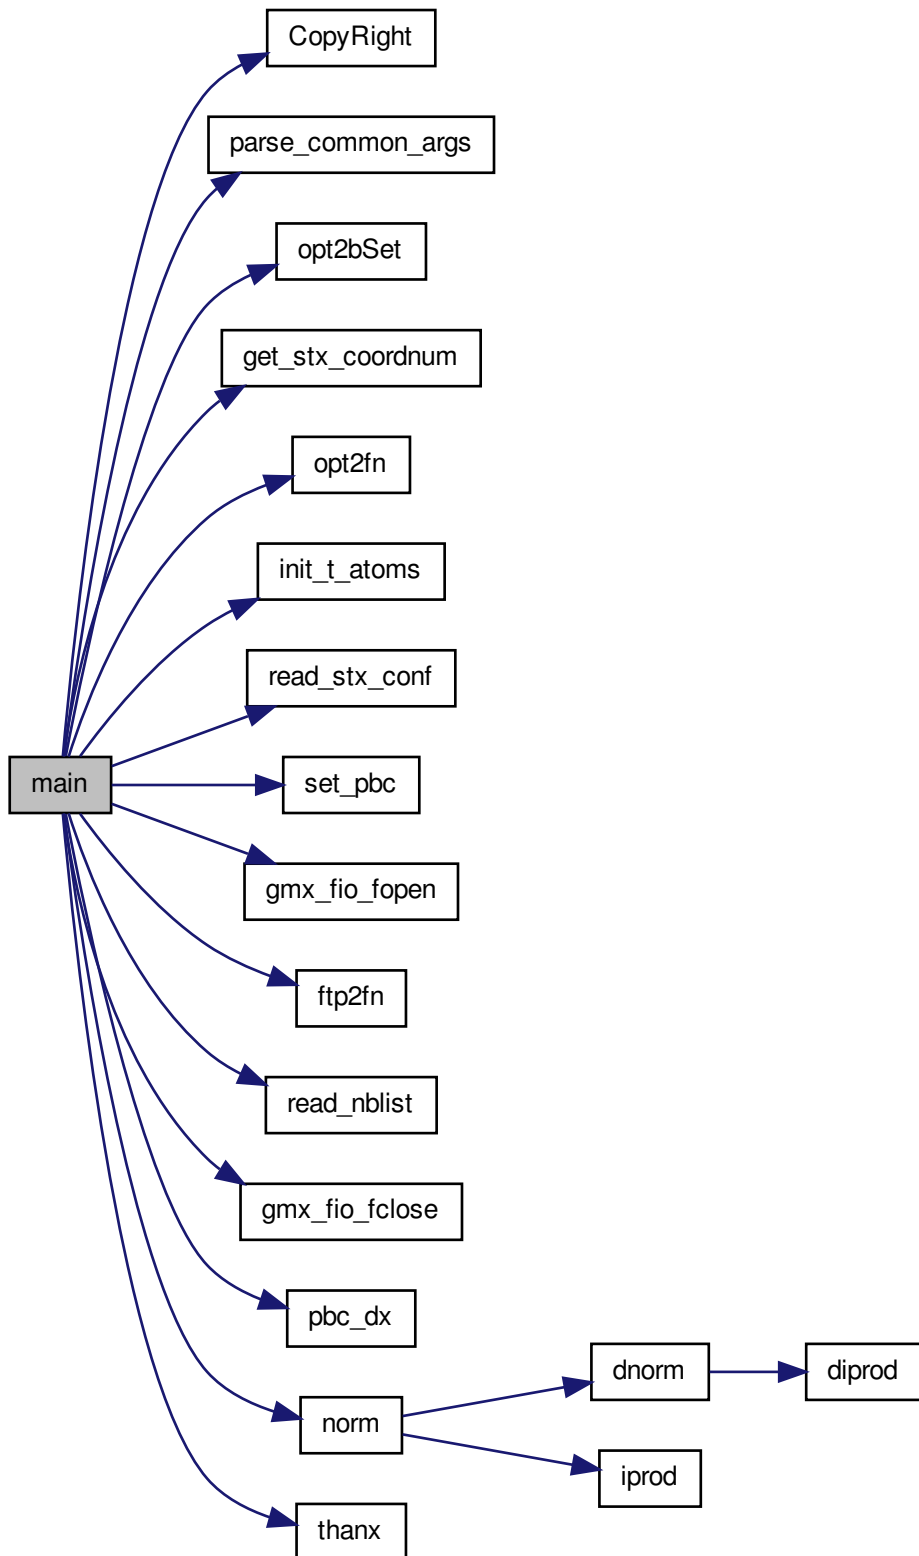 CopyRight
parse_common_args
opt2bSet
get_stx_coordnum
opt2fn
init_t_atoms
read_stx_conf
main
set_pbc
gmx_fio_fopen
ftp2fn
read_nblist
gmx_fio_fclose
pbc_dx
dnorm
diprod
norm
iprod
thanx